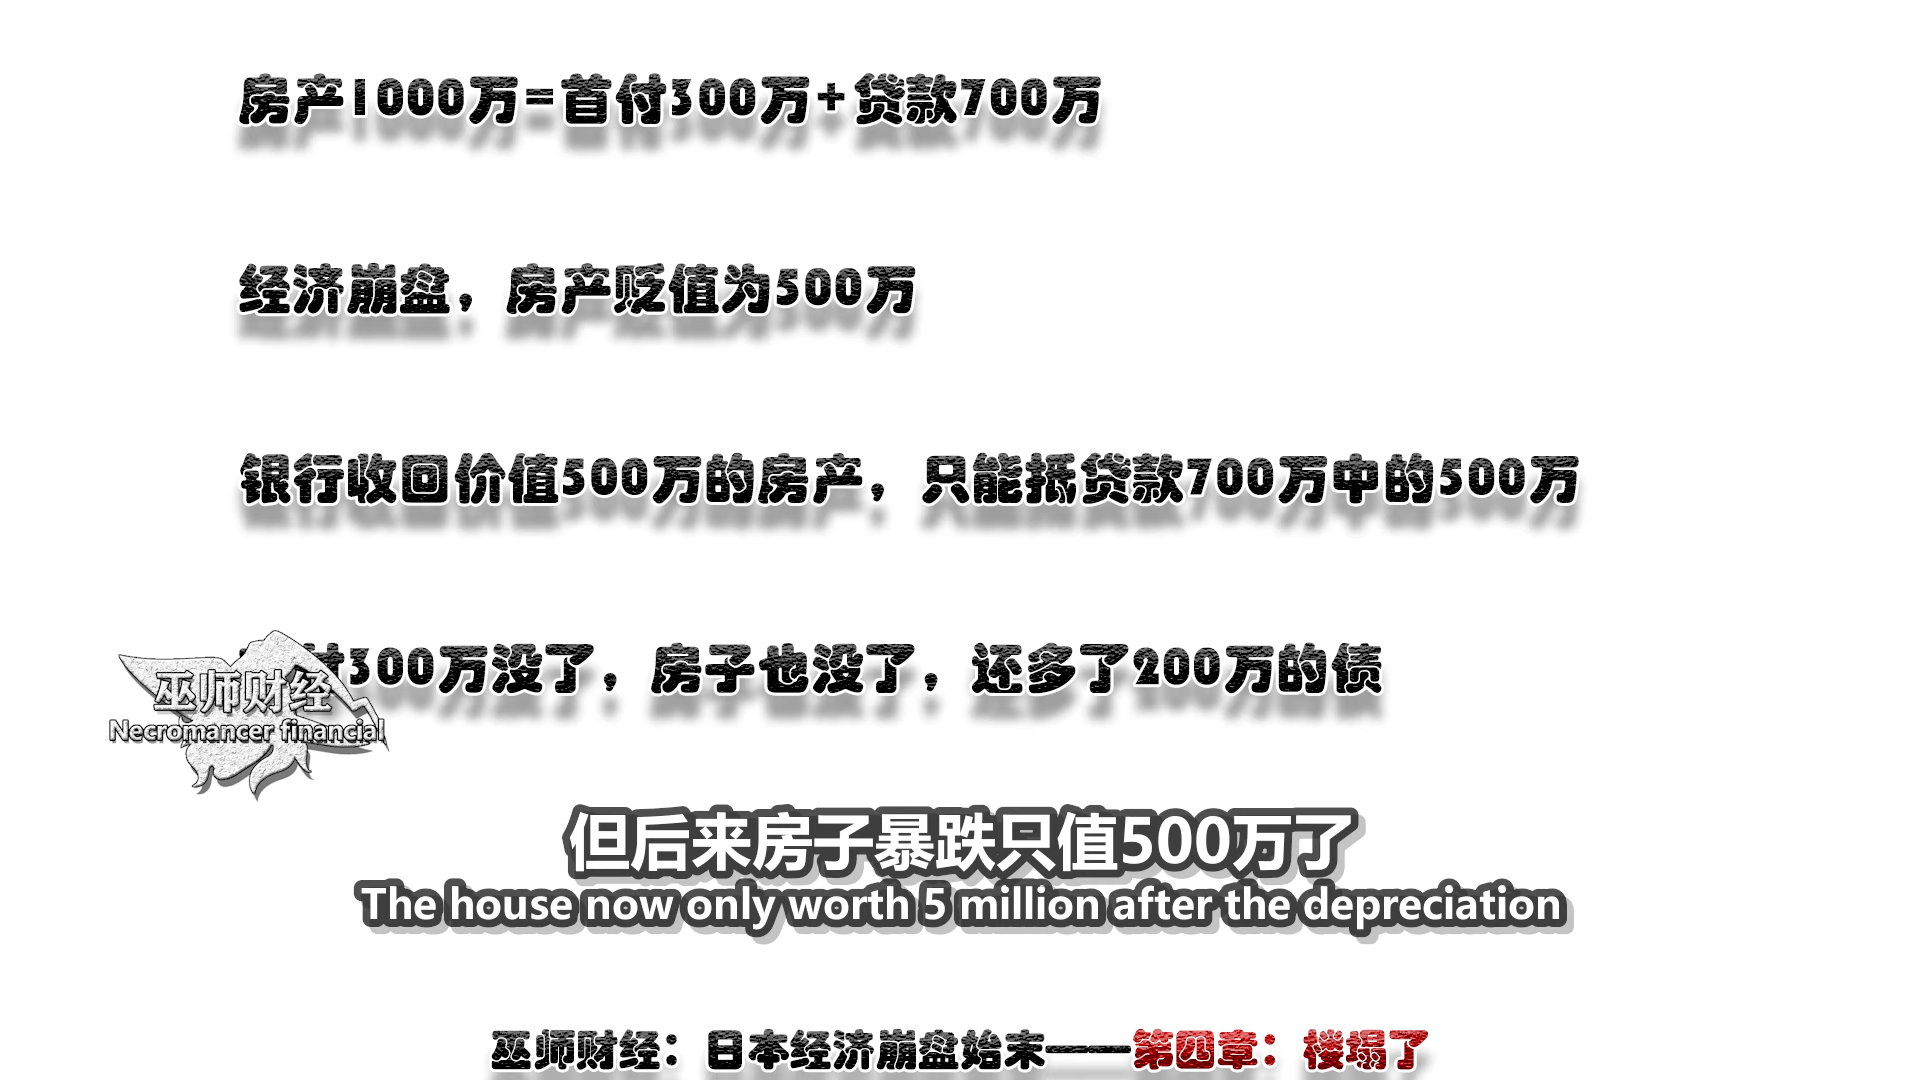 房产1000万=首付300万+贷款700万
经济崩盘，房产贬值为500万
银行收回价值500万的房产，只能抵贷款700万中的500万
付300万没了，房子也没了，还多了200万的债
巫师财经
Necromancer financial
但后来房子暴跌只值500万了
The house now only worth 5 million after the depreciation
巫师财经：日本经济崩盘始末——第四章：楼塌了